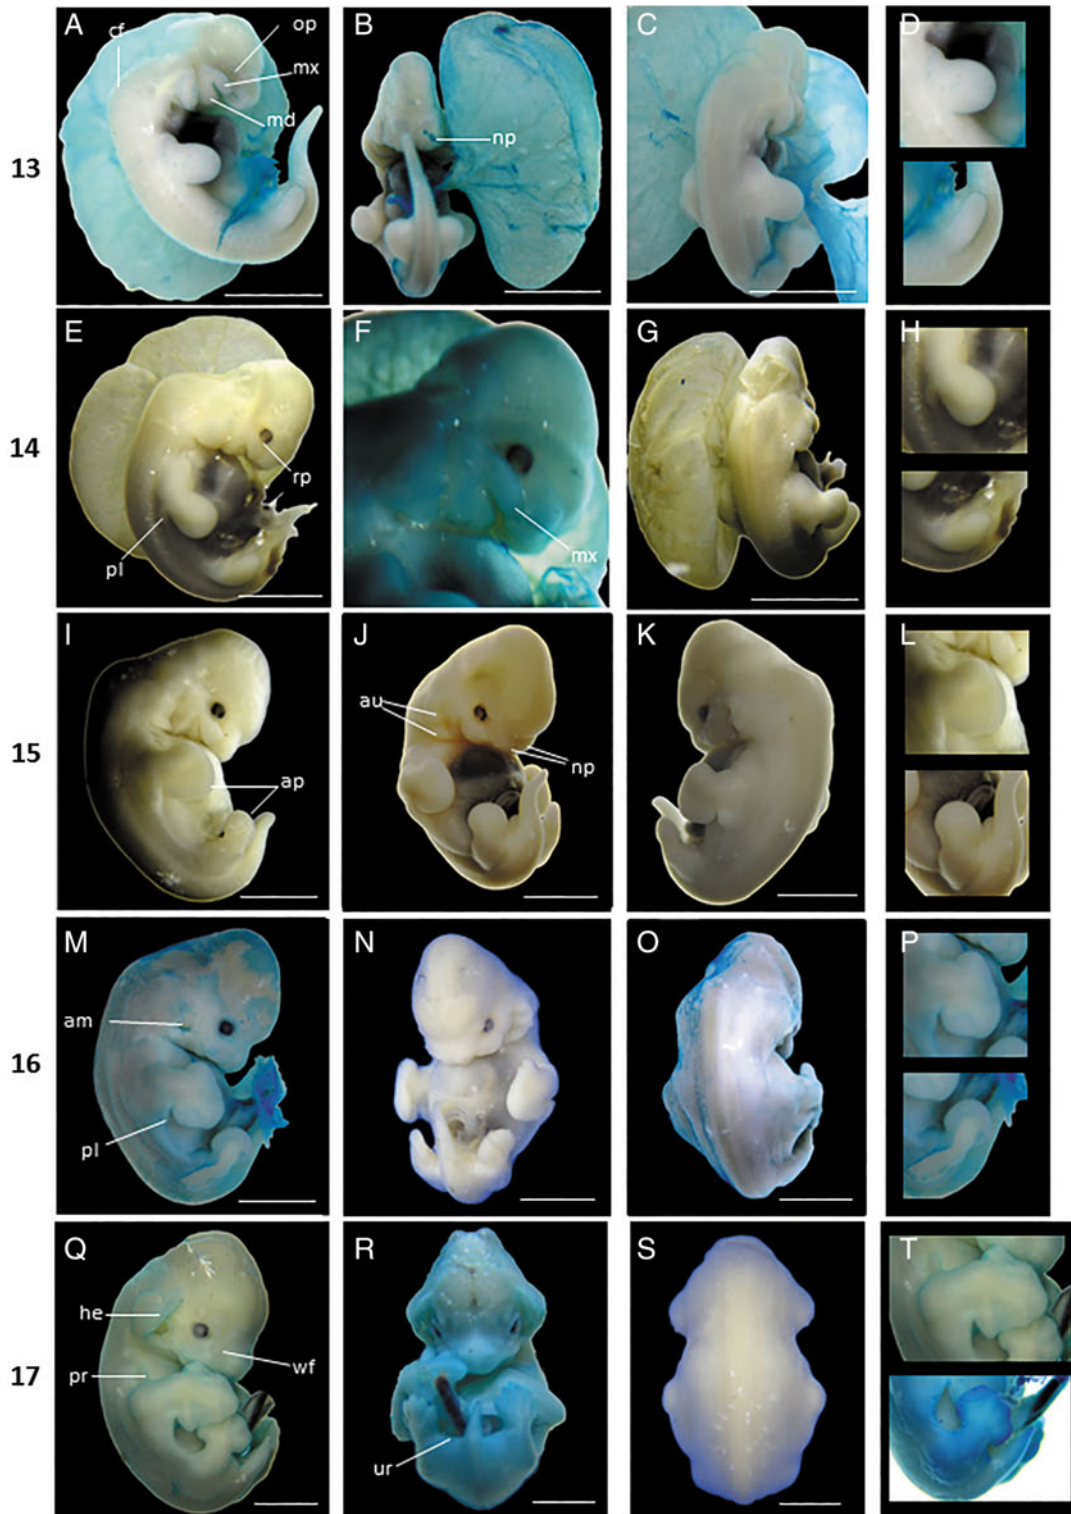 A
cf
op
mx
md
B
np
C
D
13
E
rp
pl
F
mx
G
H
14
I
ap
J
au
np
K
L
15
M
am
pl
N
O
P
16
Q
he
pr
wf
R
ur
S
T
17